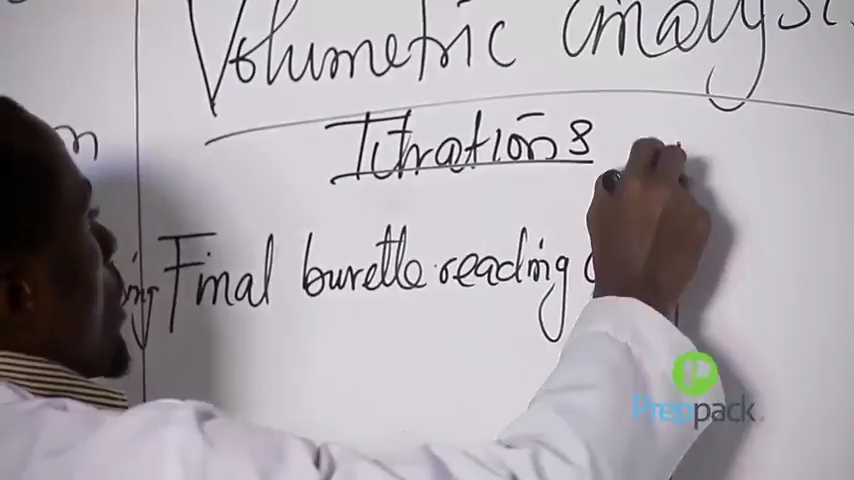 Volumetric analysis
Titrations
Final burette reading
Preppack